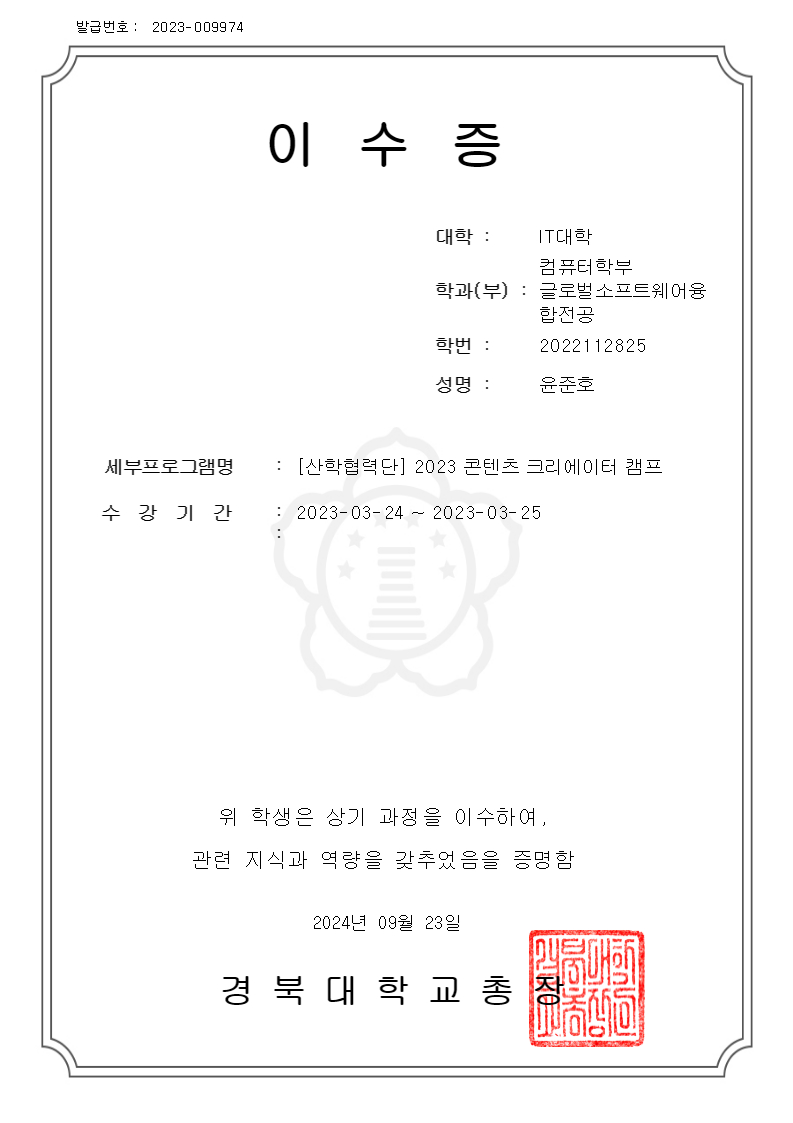 발급번호 : 2023-009974
이 수 증
대학 : IT대학
컴퓨터학부
학과(부) : 글로벌소프트웨어융
합전공
학번 : 2022112825
성명 : 윤준호
세부프로그램명 : [산학협력단] 2023 콘텐츠 크리에이터 캠프
수 강 기 간 : 2023-03-24 ~ 2023-03-25
:
위 학생은 상기 과정을 이수하여,
관련 지식과 역량을 갖추었음을 증명함
2024년 09월 23일
경 북 대 학 교 총 장